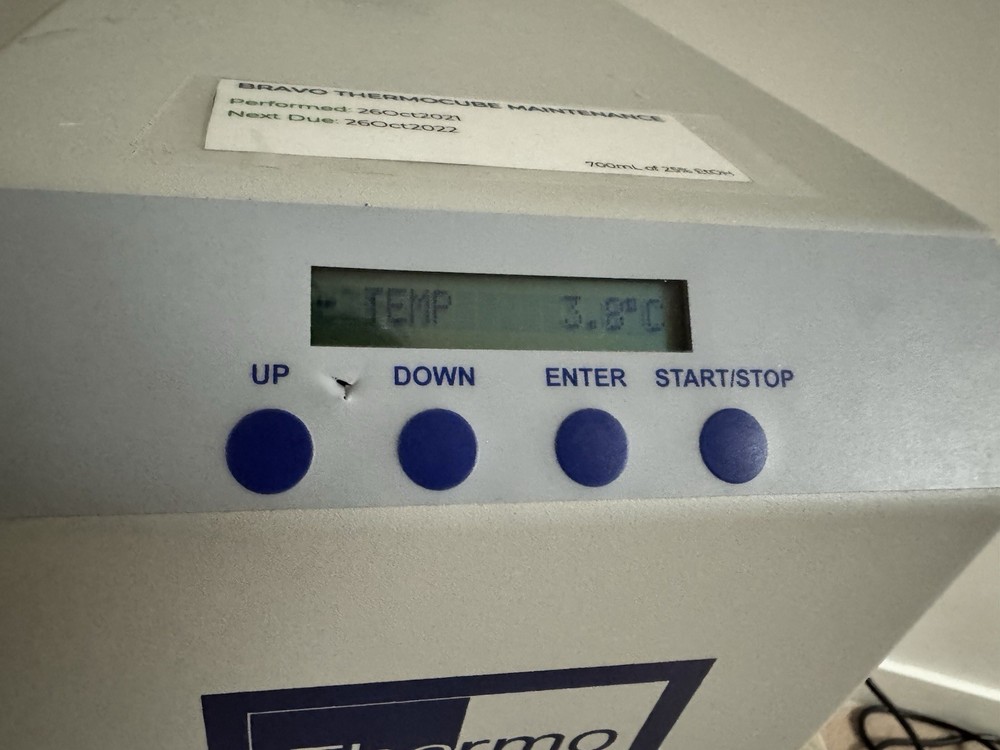 BRAVO THERMOCUBE MAINTENANCE
Performed: 26Oct2021
Next Due: 26Oct2022
700mL of 25% EtOH
TEMP 3.8°C
UP DOWN ENTER START/STOP
Thermo